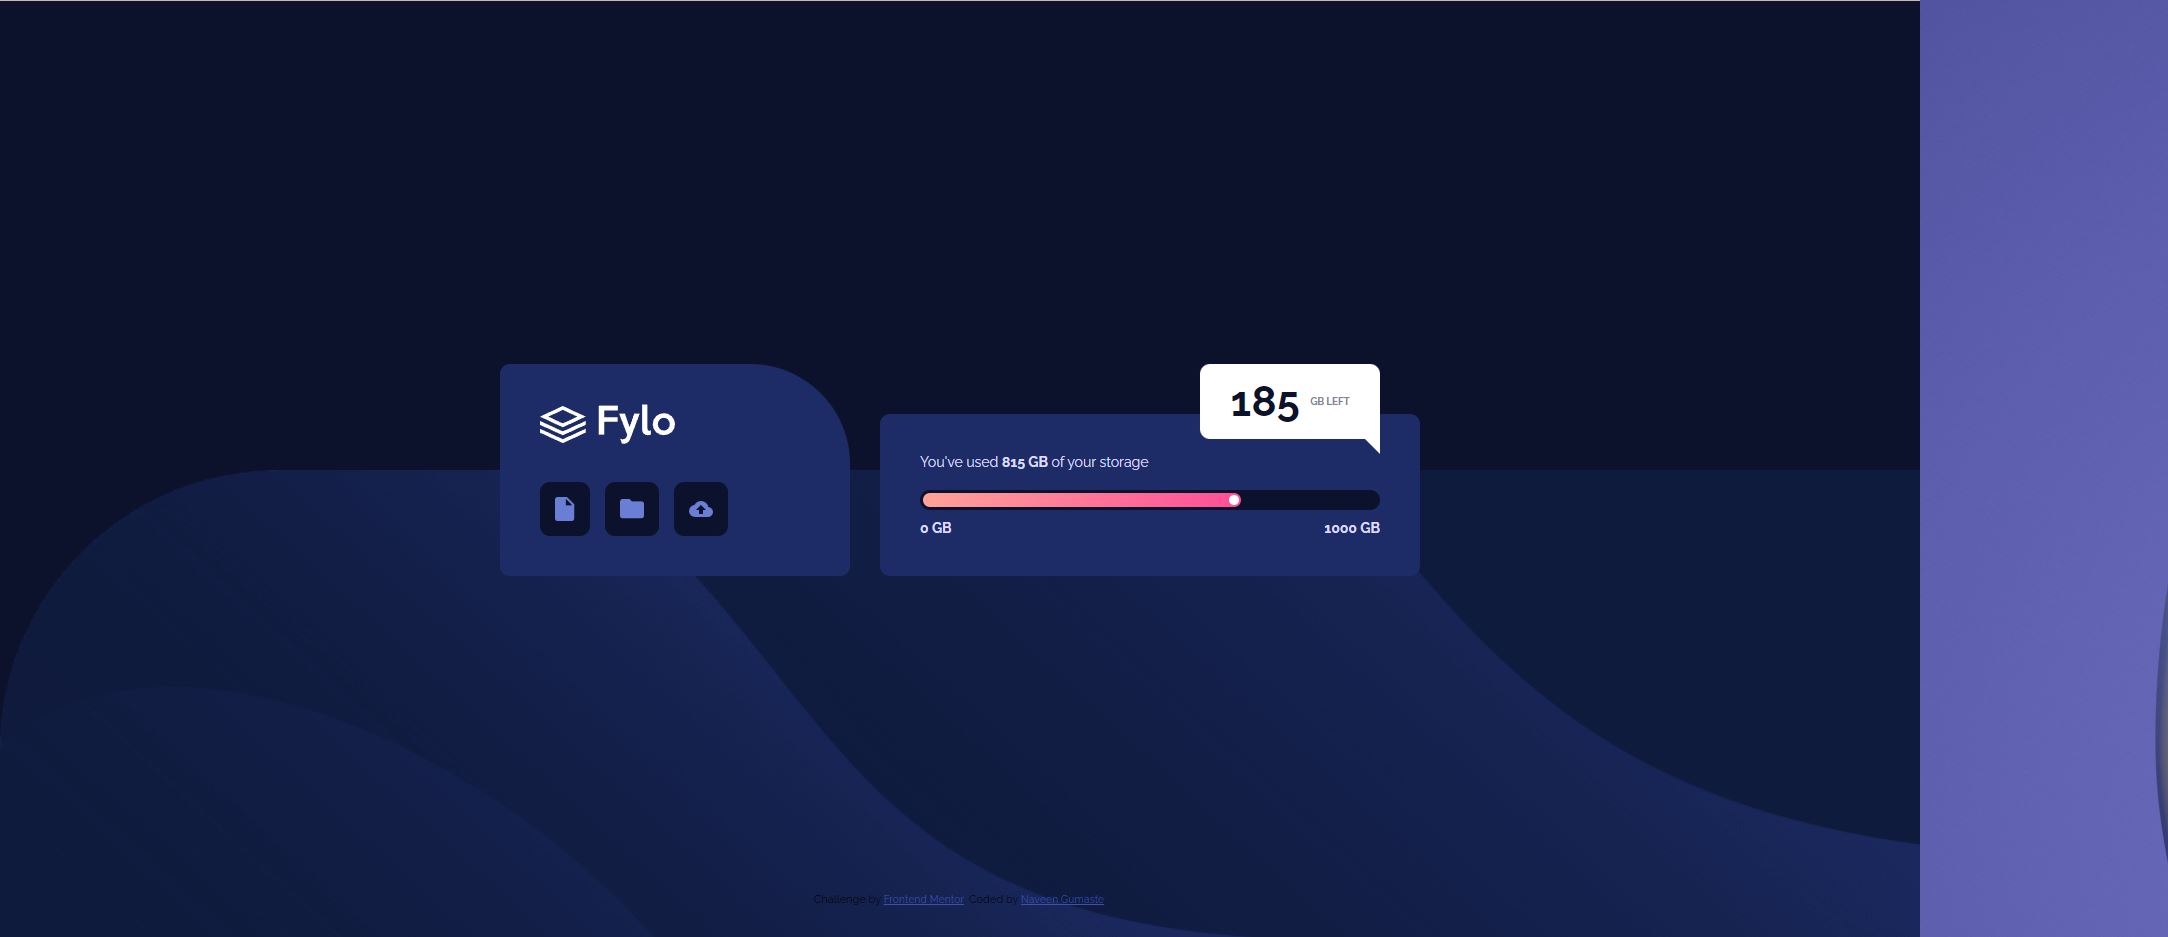 Fylo
185 GB LEFT
You've used 815 GB of your storage
0 GB 1000 GB
Challenge by Frontend Mentor Coded by Naveen Gumaste